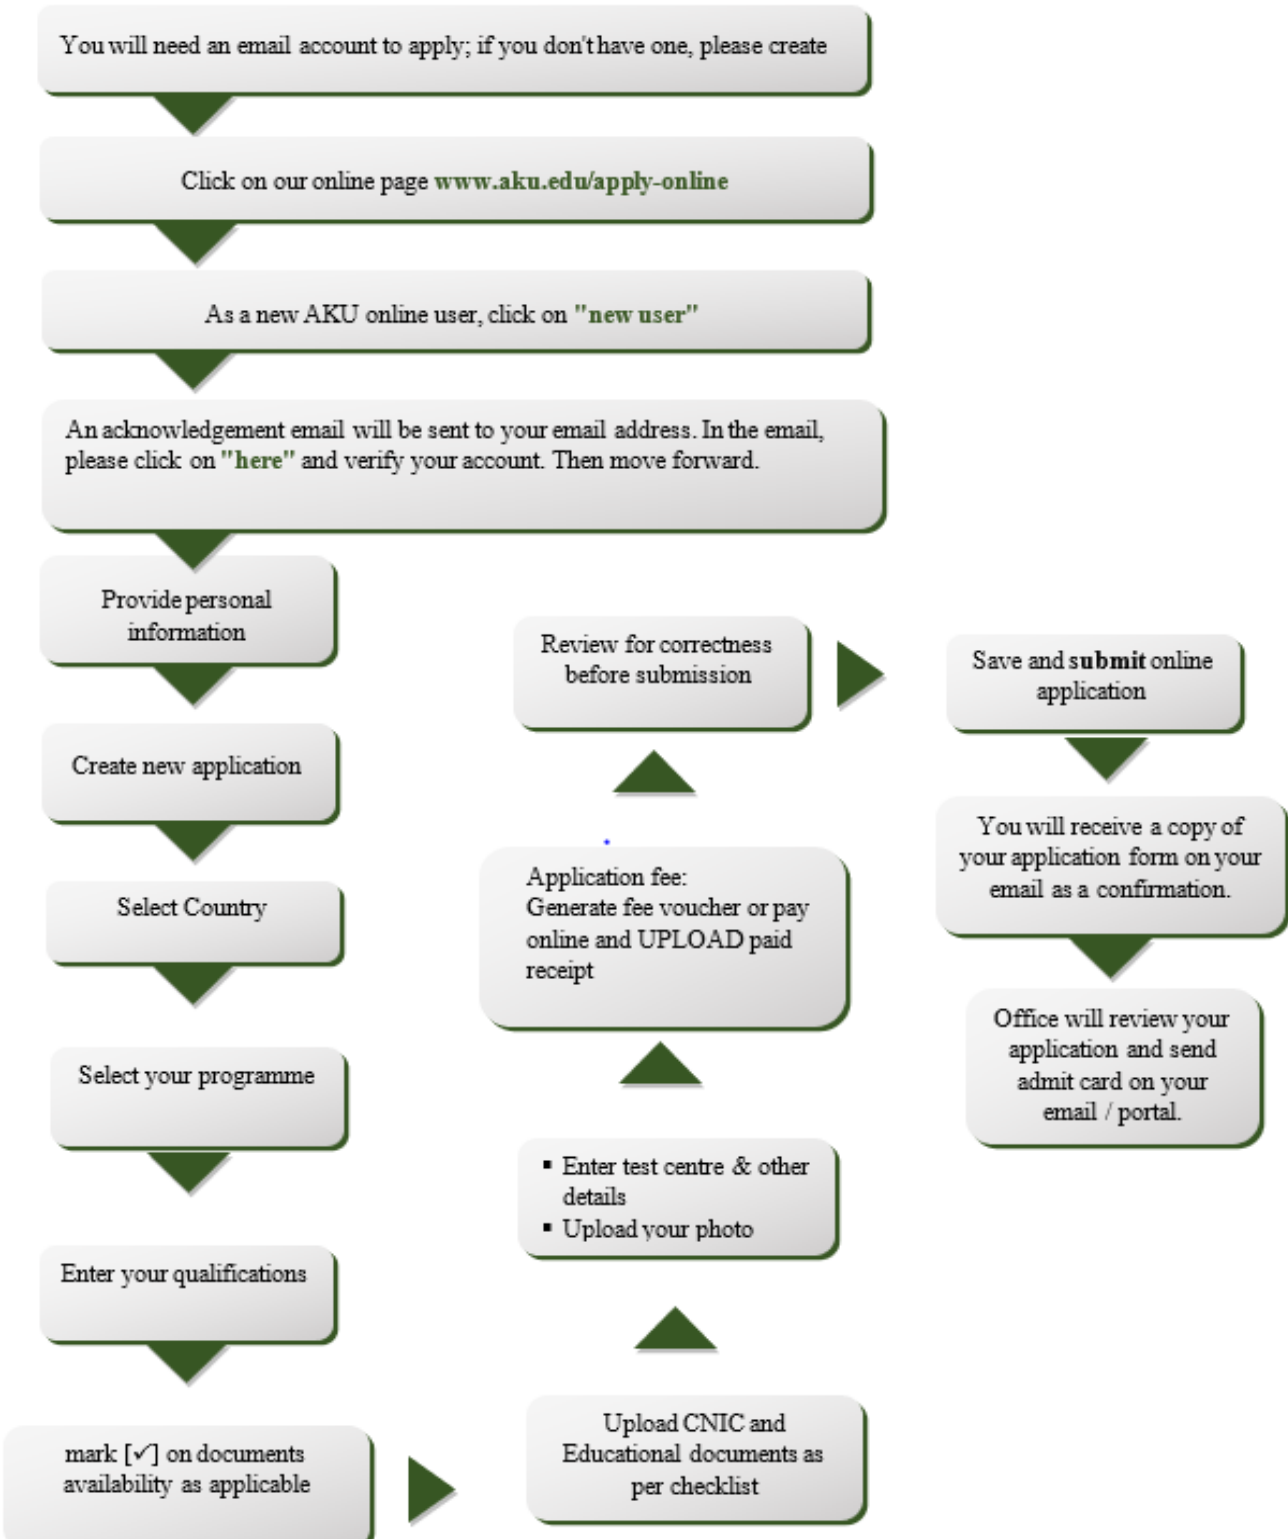 You will need an email account to apply; if you don't have one, please create
Click on our online page www.aku.edu/apply-online
As a new AKU online user, click on "new user"
An acknowledgement email will be sent to your email address. In the email,
please click on "here" and verify your account. Then move forward.
Provide personal
information
Create new application
Select Country
Select your programme
Enter your qualifications
mark [✓] on documents
availability as applicable
Upload CNIC and
Educational documents as
per checklist
▪ Enter test centre & other
details
▪ Upload your photo
Application fee:
Generate fee voucher or pay
online and UPLOAD paid
receipt
Review for correctness
before submission
Save and submit online
application
You will receive a copy of
your application form on your
email as a confirmation.
Office will review your
application and send
admit card on your
email / portal.